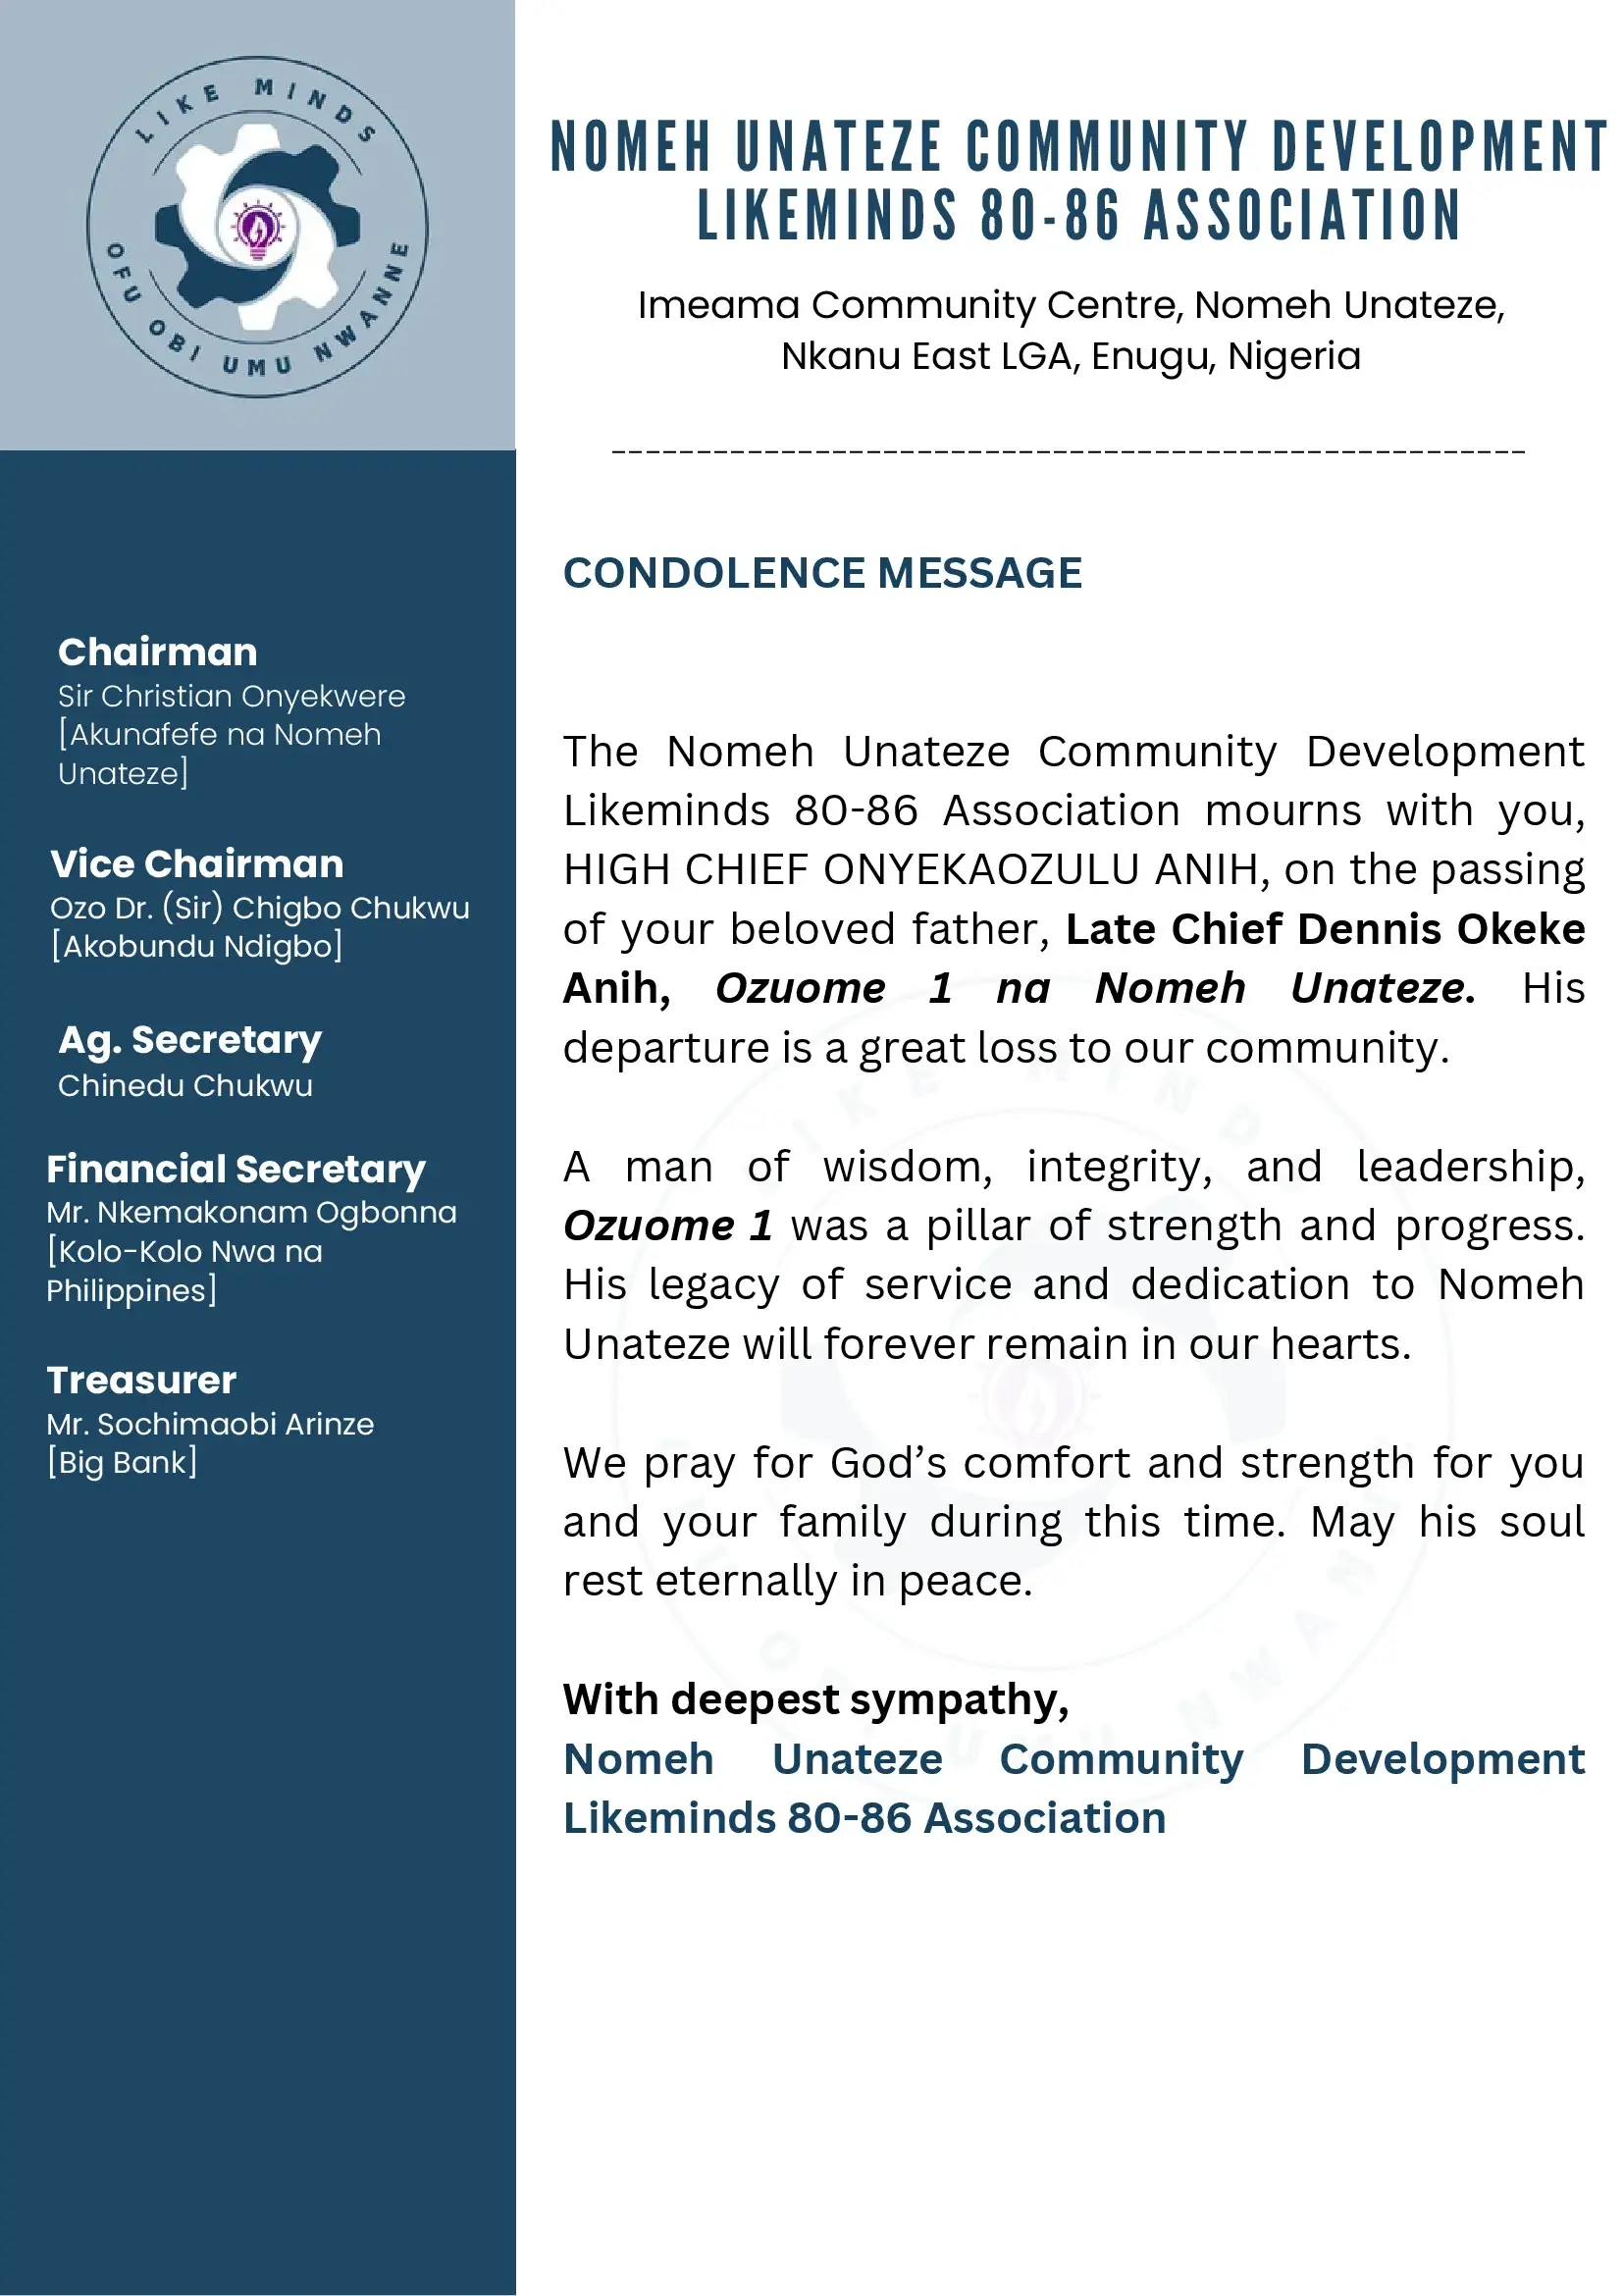 LIKE MINDS
OFU OBI UMU NWANNE
NOMEH UNATEZE COMMUNITY DEVELOPMENT
LIKEMINDS 80-86 ASSOCIATION
Imeama Community Centre, Nomeh Unateze,
Nkanu East LGA, Enugu, Nigeria
Chairman
Sir Christian Onyekwere
[Akunafefe na Nomeh
Unateze]
Vice Chairman
Ozo Dr. (Sir) Chigbo Chukwu
[Akobundu Ndigbo]
Ag. Secretary
Chinedu Chukwu
Financial Secretary
Mr. Nkemakonam Ogbonna
[Kolo-Kolo Nwa na
Philippines]
Treasurer
Mr. Sochimaobi Arinze
[Big Bank]
CONDOLENCE MESSAGE
The Nomeh Unateze Community Development
Likeminds 80-86 Association mourns with you,
HIGH CHIEF ONYEKAOZULU ANIH, on the passing
of your beloved father, Late Chief Dennis Okeke
Anih, Ozuome 1 na Nomeh Unateze. His
departure is a great loss to our community.
A man of wisdom, integrity, and leadership,
Ozuome 1 was a pillar of strength and progress.
His legacy of service and dedication to Nomeh
Unateze will forever remain in our hearts.
We pray for God’s comfort and strength for you
and your family during this time. May his soul
rest eternally in peace.
With deepest sympathy,
Nomeh Unateze Community Development
Likeminds 80-86 Association